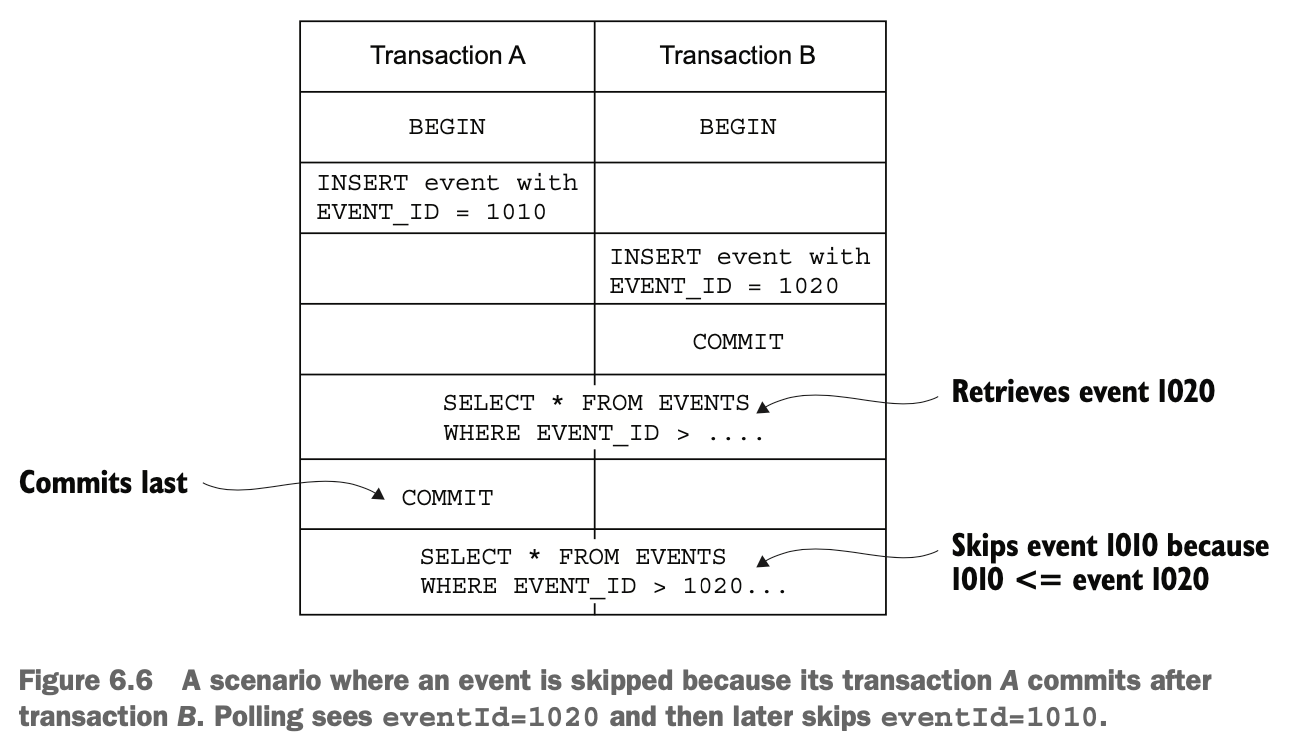 Transaction A
Transaction B
BEGIN
BEGIN
INSERT event with
EVENT_ID = 1010
INSERT event with
EVENT_ID = 1020
COMMIT
SELECT * FROM EVENTS
WHERE EVENT_ID > ....
Retrieves event 1020
Commits last
COMMIT
SELECT * FROM EVENTS
WHERE EVENT_ID > 1020...
Skips event 1010 because
1010 <= event 1020
Figure 6.6 A scenario where an event is skipped because its transaction A commits after
transaction B. Polling sees eventId=1020 and then later skips eventId=1010.